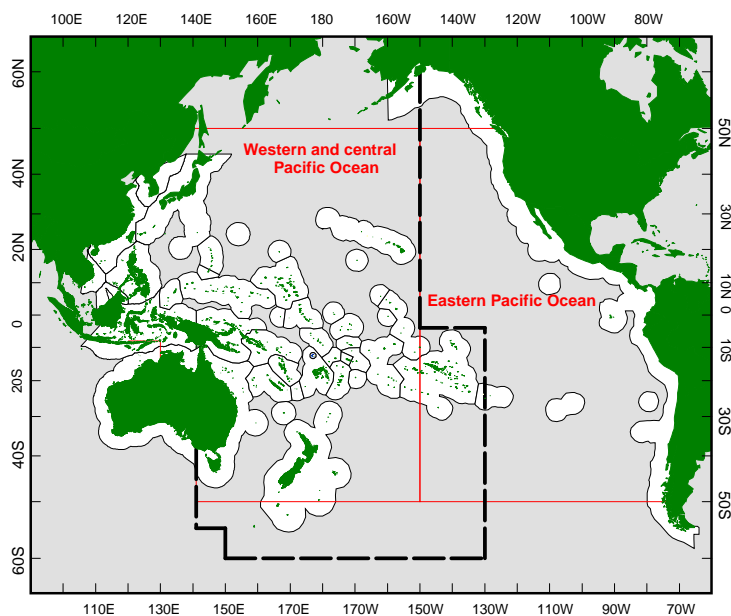 100E 120E 140E 160E 180 160W 140W 120W 100W 80W
60N
50N
40N
30N
20N
10N
0
0
10S
20S
30S
40S
50S
60S
Western and central
Pacific Ocean
Eastern Pacific Ocean
110E 130E 150E 170E 170W 150W 130W 110W 90W 70W